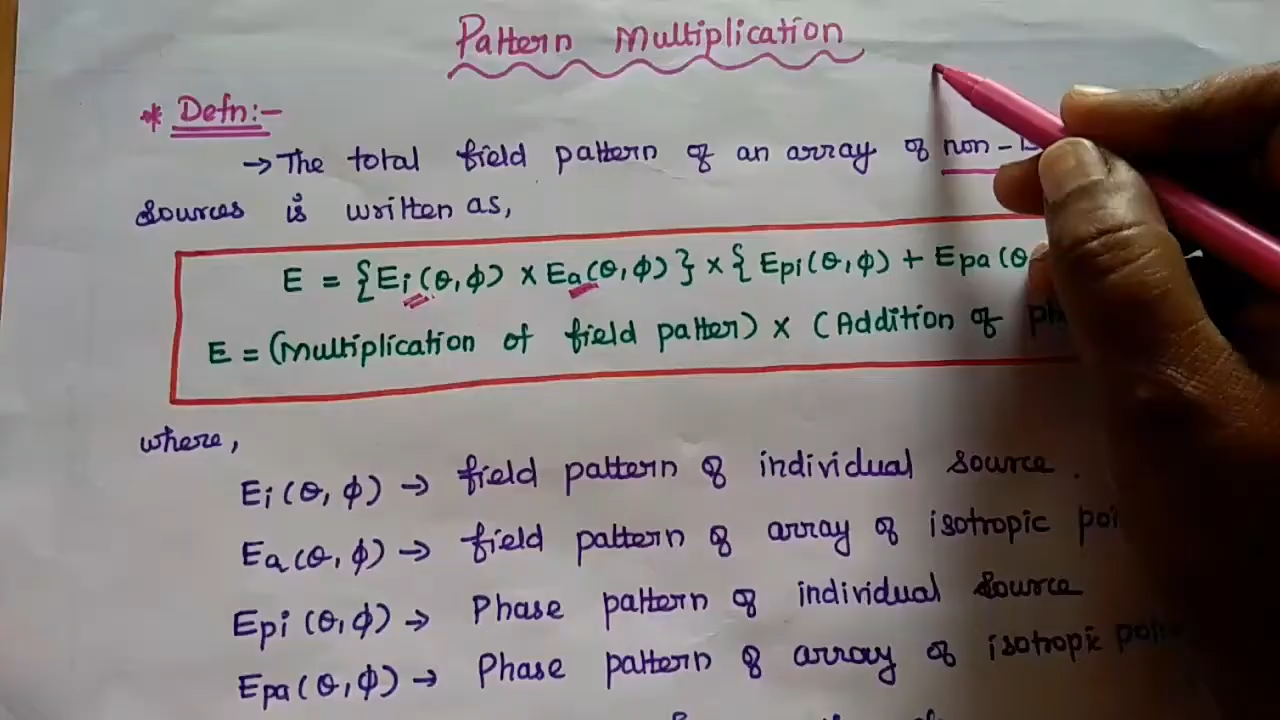 Pattern Multiplication
* Defn:-
→ The total field pattern of an array of non-
sources is written as,
E = {Ei(θ,φ) × Ea(θ,φ)} × {Epi(θ,φ) + Epa(θ
E = (Multiplication of field patter) × (Addition of
where,
Ei(θ,φ) → field pattern of individual source.
Ea(θ,φ) → field pattern of array of isotropic
Epi(θ,φ) → Phase pattern of individual source
Epa(θ,φ) → Phase pattern of array of isotropic